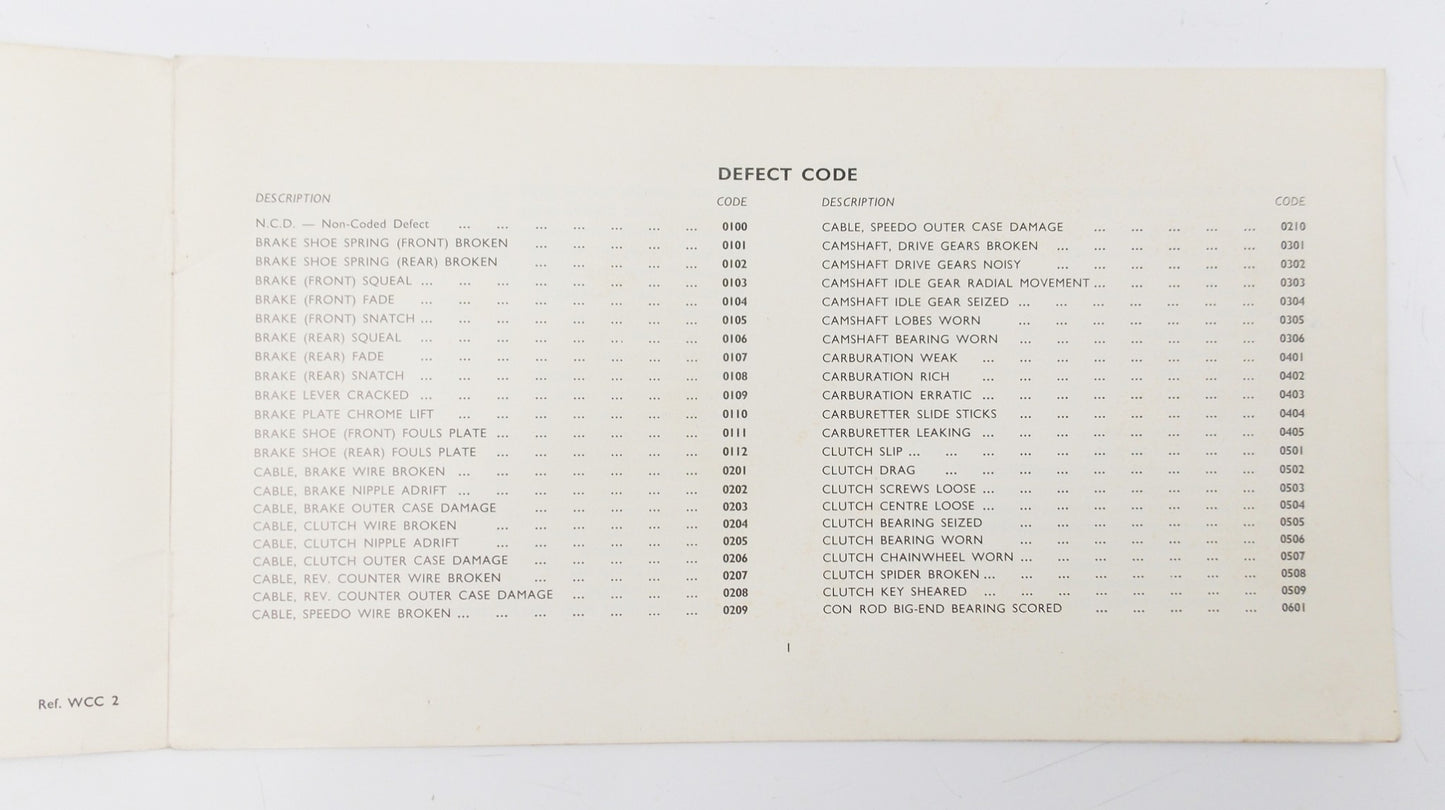 Ref. WCC 2
DEFECT CODE
DESCRIPTION CODE
N.C.D. — Non-Coded Defect ... ... ... ... ... ... ... 0100
BRAKE SHOE SPRING (FRONT) BROKEN ... ... ... ... ... 0101
BRAKE SHOE SPRING (REAR) BROKEN ... ... ... ... ... 0102
BRAKE (FRONT) SQUEAL ... ... ... ... ... ... ... ... 0103
BRAKE (FRONT) FADE ... ... ... ... ... ... ... ... 0104
BRAKE (FRONT) SNATCH ... ... ... ... ... ... ... ... 0105
BRAKE (REAR) SQUEAL ... ... ... ... ... ... ... ... 0106
BRAKE (REAR) FADE ... ... ... ... ... ... ... ... 0107
BRAKE (REAR) SNATCH ... ... ... ... ... ... ... ... 0108
BRAKE LEVER CRACKED ... ... ... ... ... ... ... ... 0109
BRAKE PLATE CHROME LIFT ... ... ... ... ... ... ... 0110
BRAKE SHOE (FRONT) FOULS PLATE ... ... ... ... ... ... 0111
BRAKE SHOE (REAR) FOULS PLATE ... ... ... ... ... ... 0112
CABLE, BRAKE WIRE BROKEN ... ... ... ... ... ... ... 0201
CABLE, BRAKE NIPPLE ADRIFT ... ... ... ... ... ... ... 0202
CABLE, BRAKE OUTER CASE DAMAGE ... ... ... ... ... 0203
CABLE, CLUTCH WIRE BROKEN ... ... ... ... ... ... 0204
CABLE, CLUTCH NIPPLE ADRIFT ... ... ... ... ... ... 0205
CABLE, CLUTCH OUTER CASE DAMAGE ... ... ... ... ... 0206
CABLE, REV. COUNTER WIRE BROKEN ... ... ... ... ... 0207
CABLE, REV. COUNTER OUTER CASE DAMAGE ... ... ... ... 0208
CABLE, SPEEDO WIRE BROKEN ... ... ... ... ... ... ... 0209
DESCRIPTION CODE
CABLE, SPEEDO OUTER CASE DAMAGE ... ... ... ... ... 0210
CAMSHAFT, DRIVE GEARS BROKEN ... ... ... ... ... ... 0301
CAMSHAFT DRIVE GEARS NOISY ... ... ... ... ... ... 0302
CAMSHAFT IDLE GEAR RADIAL MOVEMENT ... ... ... ... ... 0303
CAMSHAFT IDLE GEAR SEIZED ... ... ... ... ... ... ... 0304
CAMSHAFT LOBES WORN ... ... ... ... ... ... ... 0305
CAMSHAFT BEARING WORN ... ... ... ... ... ... ... 0306
CARBURATION WEAK ... ... ... ... ... ... ... ... 0401
CARBURATION RICH ... ... ... ... ... ... ... ... 0402
CARBURATION ERRATIC ... ... ... ... ... ... ... ... 0403
CARBURETTER SLIDE STICKS ... ... ... ... ... ... ... 0404
CARBURETTER LEAKING ... ... ... ... ... ... ... ... 0405
CLUTCH SLIP ... ... ... ... ... ... ... ... ... ... 0501
CLUTCH DRAG ... ... ... ... ... ... ... ... ... 0502
CLUTCH SCREWS LOOSE ... ... ... ... ... ... ... ... 0503
CLUTCH CENTRE LOOSE ... ... ... ... ... ... ... ... 0504
CLUTCH BEARING SEIZED ... ... ... ... ... ... ... 0505
CLUTCH BEARING WORN ... ... ... ... ... ... ... 0506
CLUTCH CHAINWHEEL WORN ... ... ... ... ... ... ... 0507
CLUTCH SPIDER BROKEN ... ... ... ... ... ... ... ... 0508
CLUTCH KEY SHEARED ... ... ... ... ... ... ... ... 0509
CON ROD BIG-END BEARING SCORED ... ... ... ... ... 0601
1